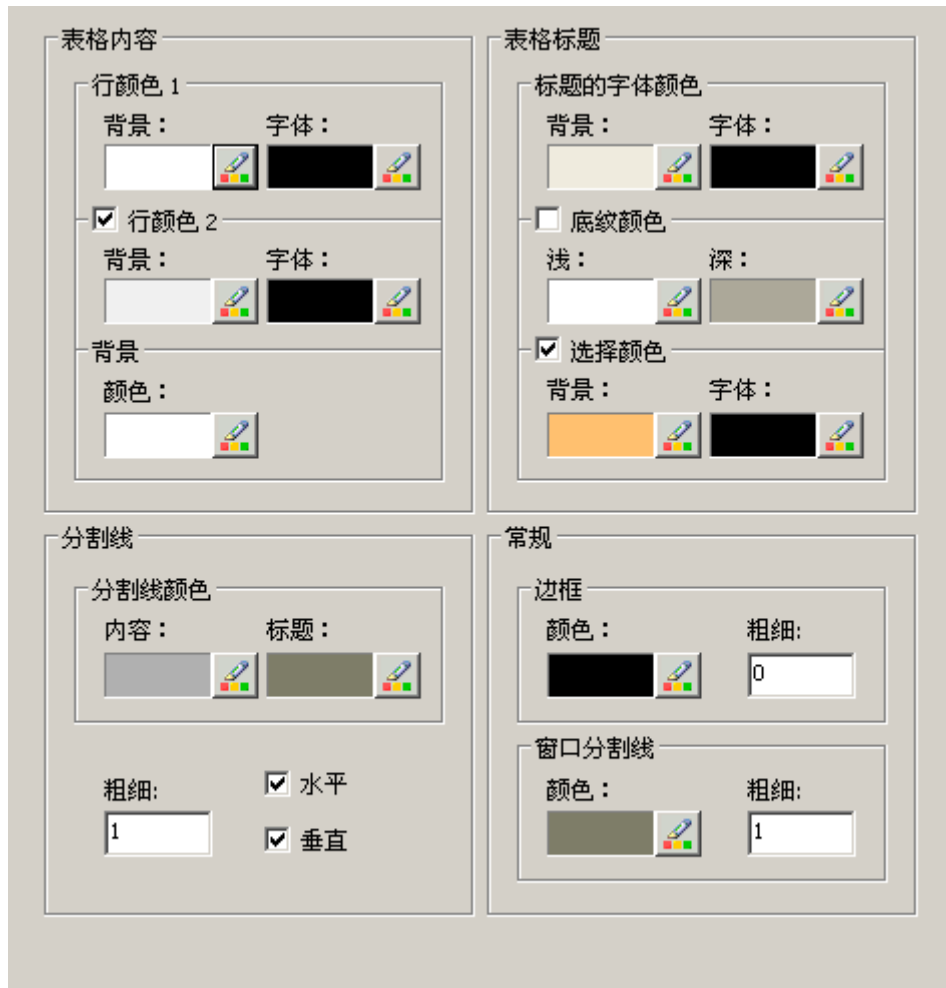 表格内容
行颜色 1
背景： 字体：
行颜色 2
背景： 字体：
背景
颜色：
表格标题
标题的字体颜色
背景： 字体：
底纹颜色
浅： 深：
选择颜色
背景： 字体：
分割线
分割线颜色
内容： 标题：
粗细:
1
水平
垂直
常规
边框
颜色： 粗细:
0
窗口分割线
颜色： 粗细:
1